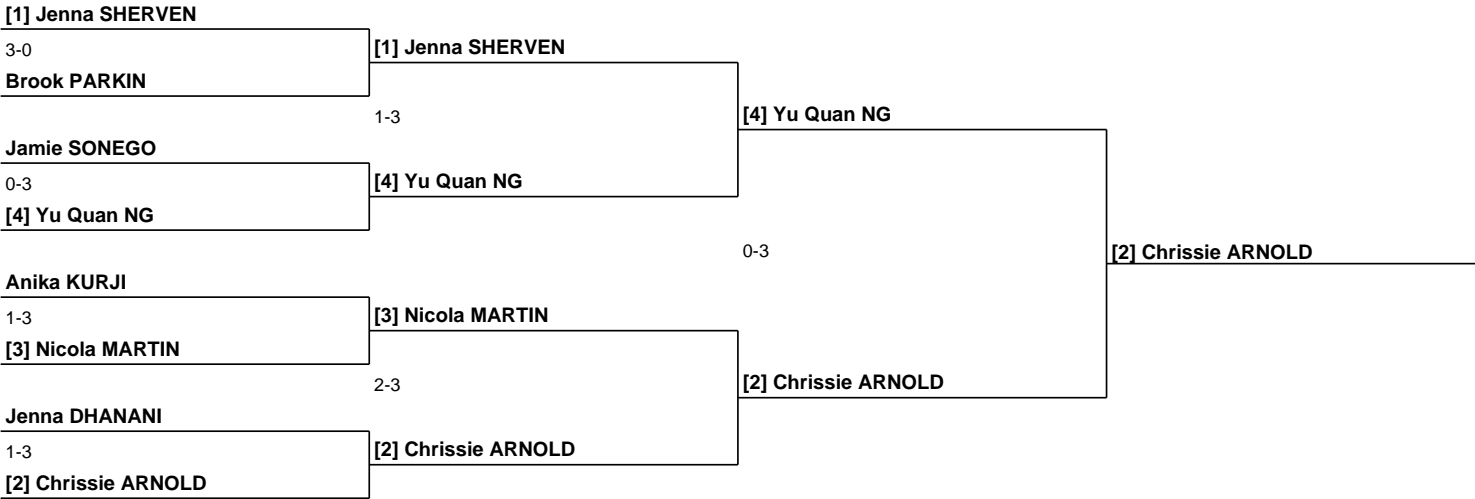 [1] Jenna SHERVEN
3-0
[1] Jenna SHERVEN
Brook PARKIN
1-3
[4] Yu Quan NG
Jamie SONEGO
0-3
[4] Yu Quan NG
[4] Yu Quan NG
0-3
[2] Chrissie ARNOLD
Anika KURJI
1-3
[3] Nicola MARTIN
[3] Nicola MARTIN
2-3
[2] Chrissie ARNOLD
Jenna DHANANI
1-3
[2] Chrissie ARNOLD
[2] Chrissie ARNOLD